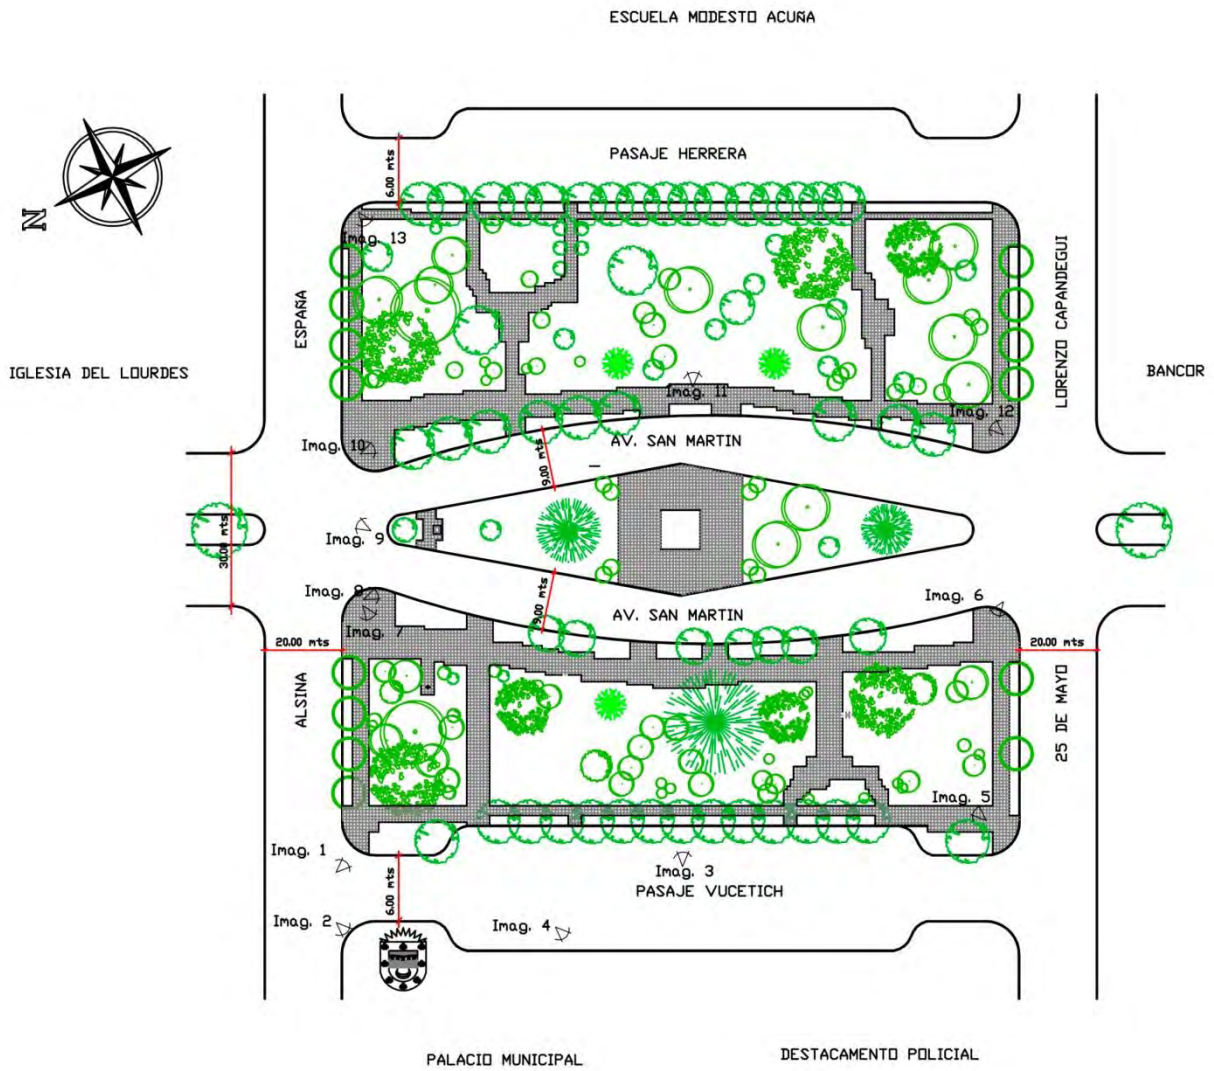 ESCUELA MODESTO ACUÑA
PASAJE HERRERA
6.00 mts
N
Imag. 13
ESPAÑA
LORENZO CAPANDEGUI
IGLESIA DEL LOURDES
BANCOR
Imag. 11
Imag. 12
Imag. 10
AV. SAN MARTIN
9.00 mts
30.00 mts
Imag. 9
Imag. 8
9.00 mts
AV. SAN MARTIN
Imag. 6
Imag. 7
20.00 mts
20.00 mts
ALSINA
25 DE MAYO
Imag. 5
Imag. 1
Imag. 3
6.00 mts
PASAJE VUCETICH
Imag. 2
Imag. 4
PALACIO MUNICIPAL
DESTACAMENTO POLICIAL